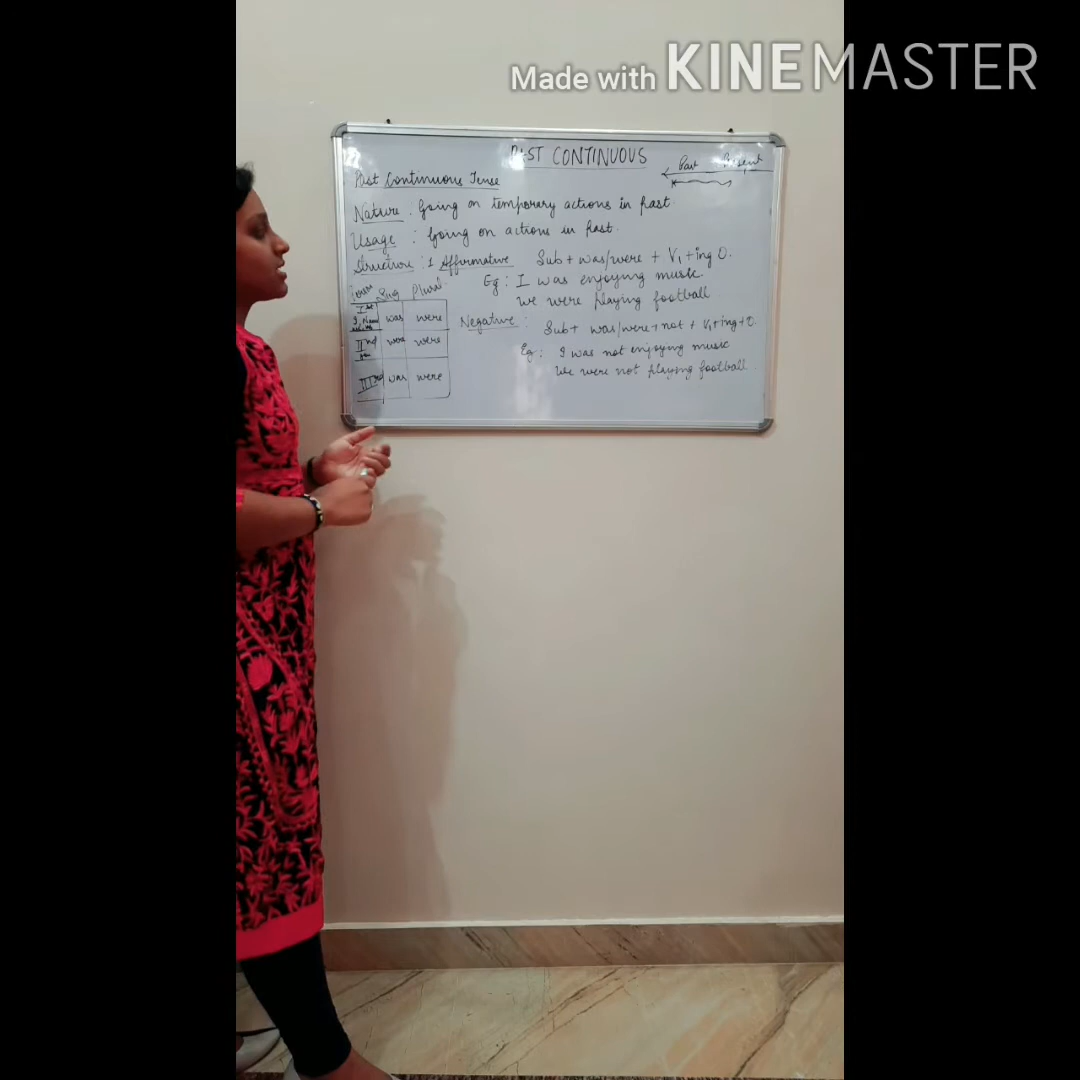 Made with KINEMASTER
PAST CONTINUOUS
Past Present
Past Continuous Tense
Nature : Going on temporary actions in Past.
Usage : Going on actions in Past.
Structure : 1 Affirmative Sub + was/were + V1 + ing O.
Eg : I was enjoying music.
We were playing football.
Sing Plural
Ist was were
IInd were were
IIIrd was were
Negative : Sub + was/were + not + V1 + ing + O.
Eg : I was not enjoying music
We were not playing football.